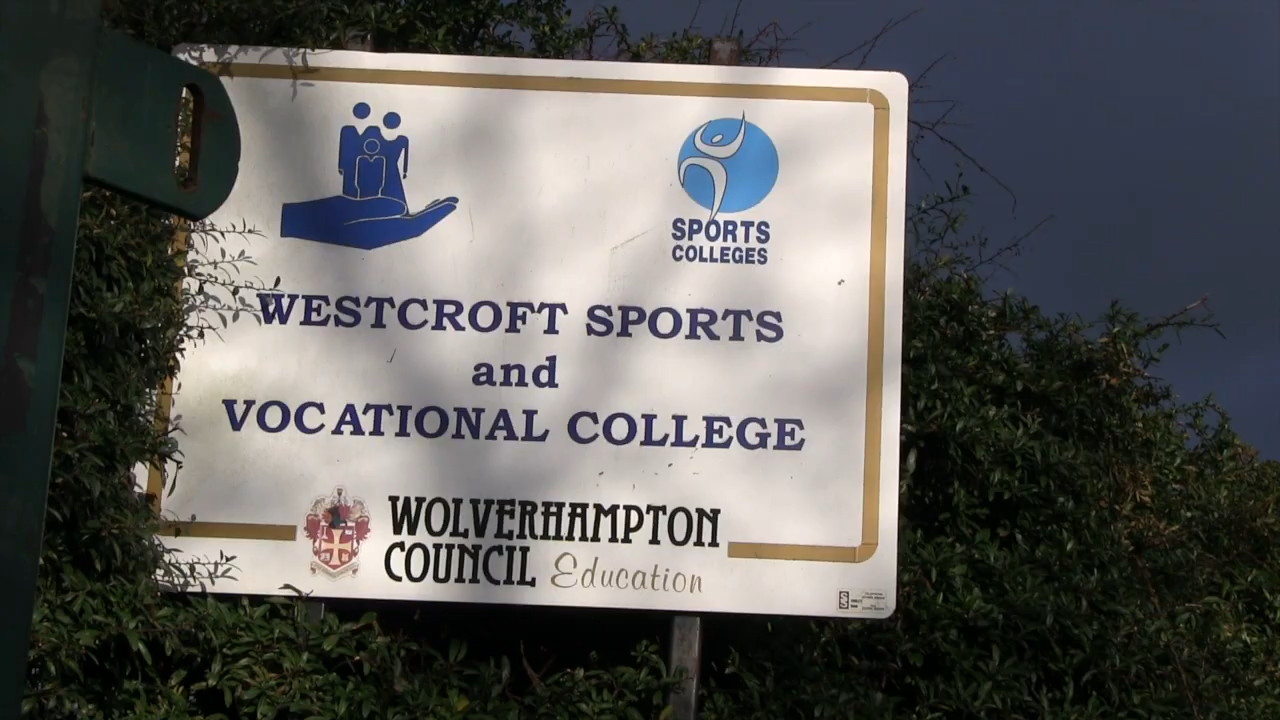 SPORTS
COLLEGES
WESTCROFT SPORTS
and
VOCATIONAL COLLEGE
WOLVERHAMPTON
COUNCIL Education